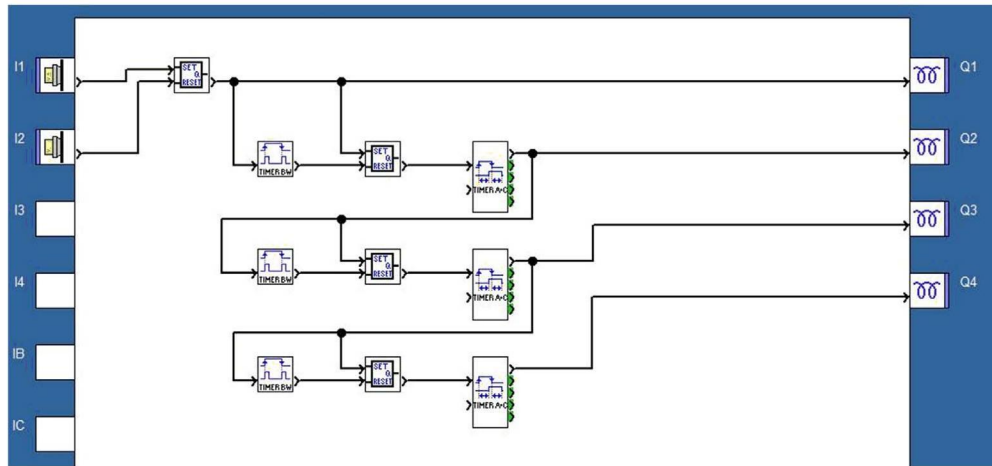 I1
SET
Q
RESET
Q1
I2
TIMER BW
SET
Q
RESET
TIMER A>C
Q2
I3
Q3
TIMER BW
SET
Q
RESET
TIMER A>C
I4
Q4
IB
TIMER BW
SET
Q
RESET
TIMER A>C
IC